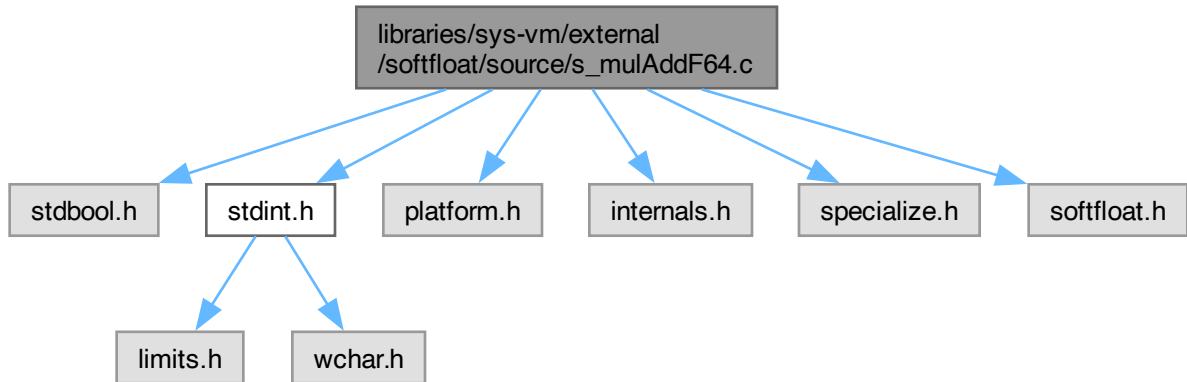 libraries/sys-vm/external
/softfloat/source/s_mulAddF64.c
stdbool.h
stdint.h
platform.h
internals.h
specialize.h
softfloat.h
limits.h
wchar.h